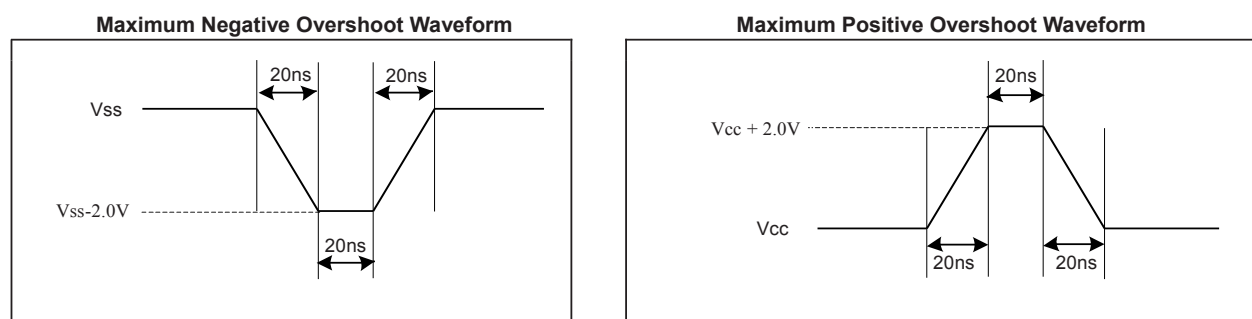 Maximum Negative Overshoot Waveform
20ns
20ns
Vss
Vss-2.0V
20ns
Maximum Positive Overshoot Waveform
20ns
Vcc + 2.0V
Vcc
20ns
20ns